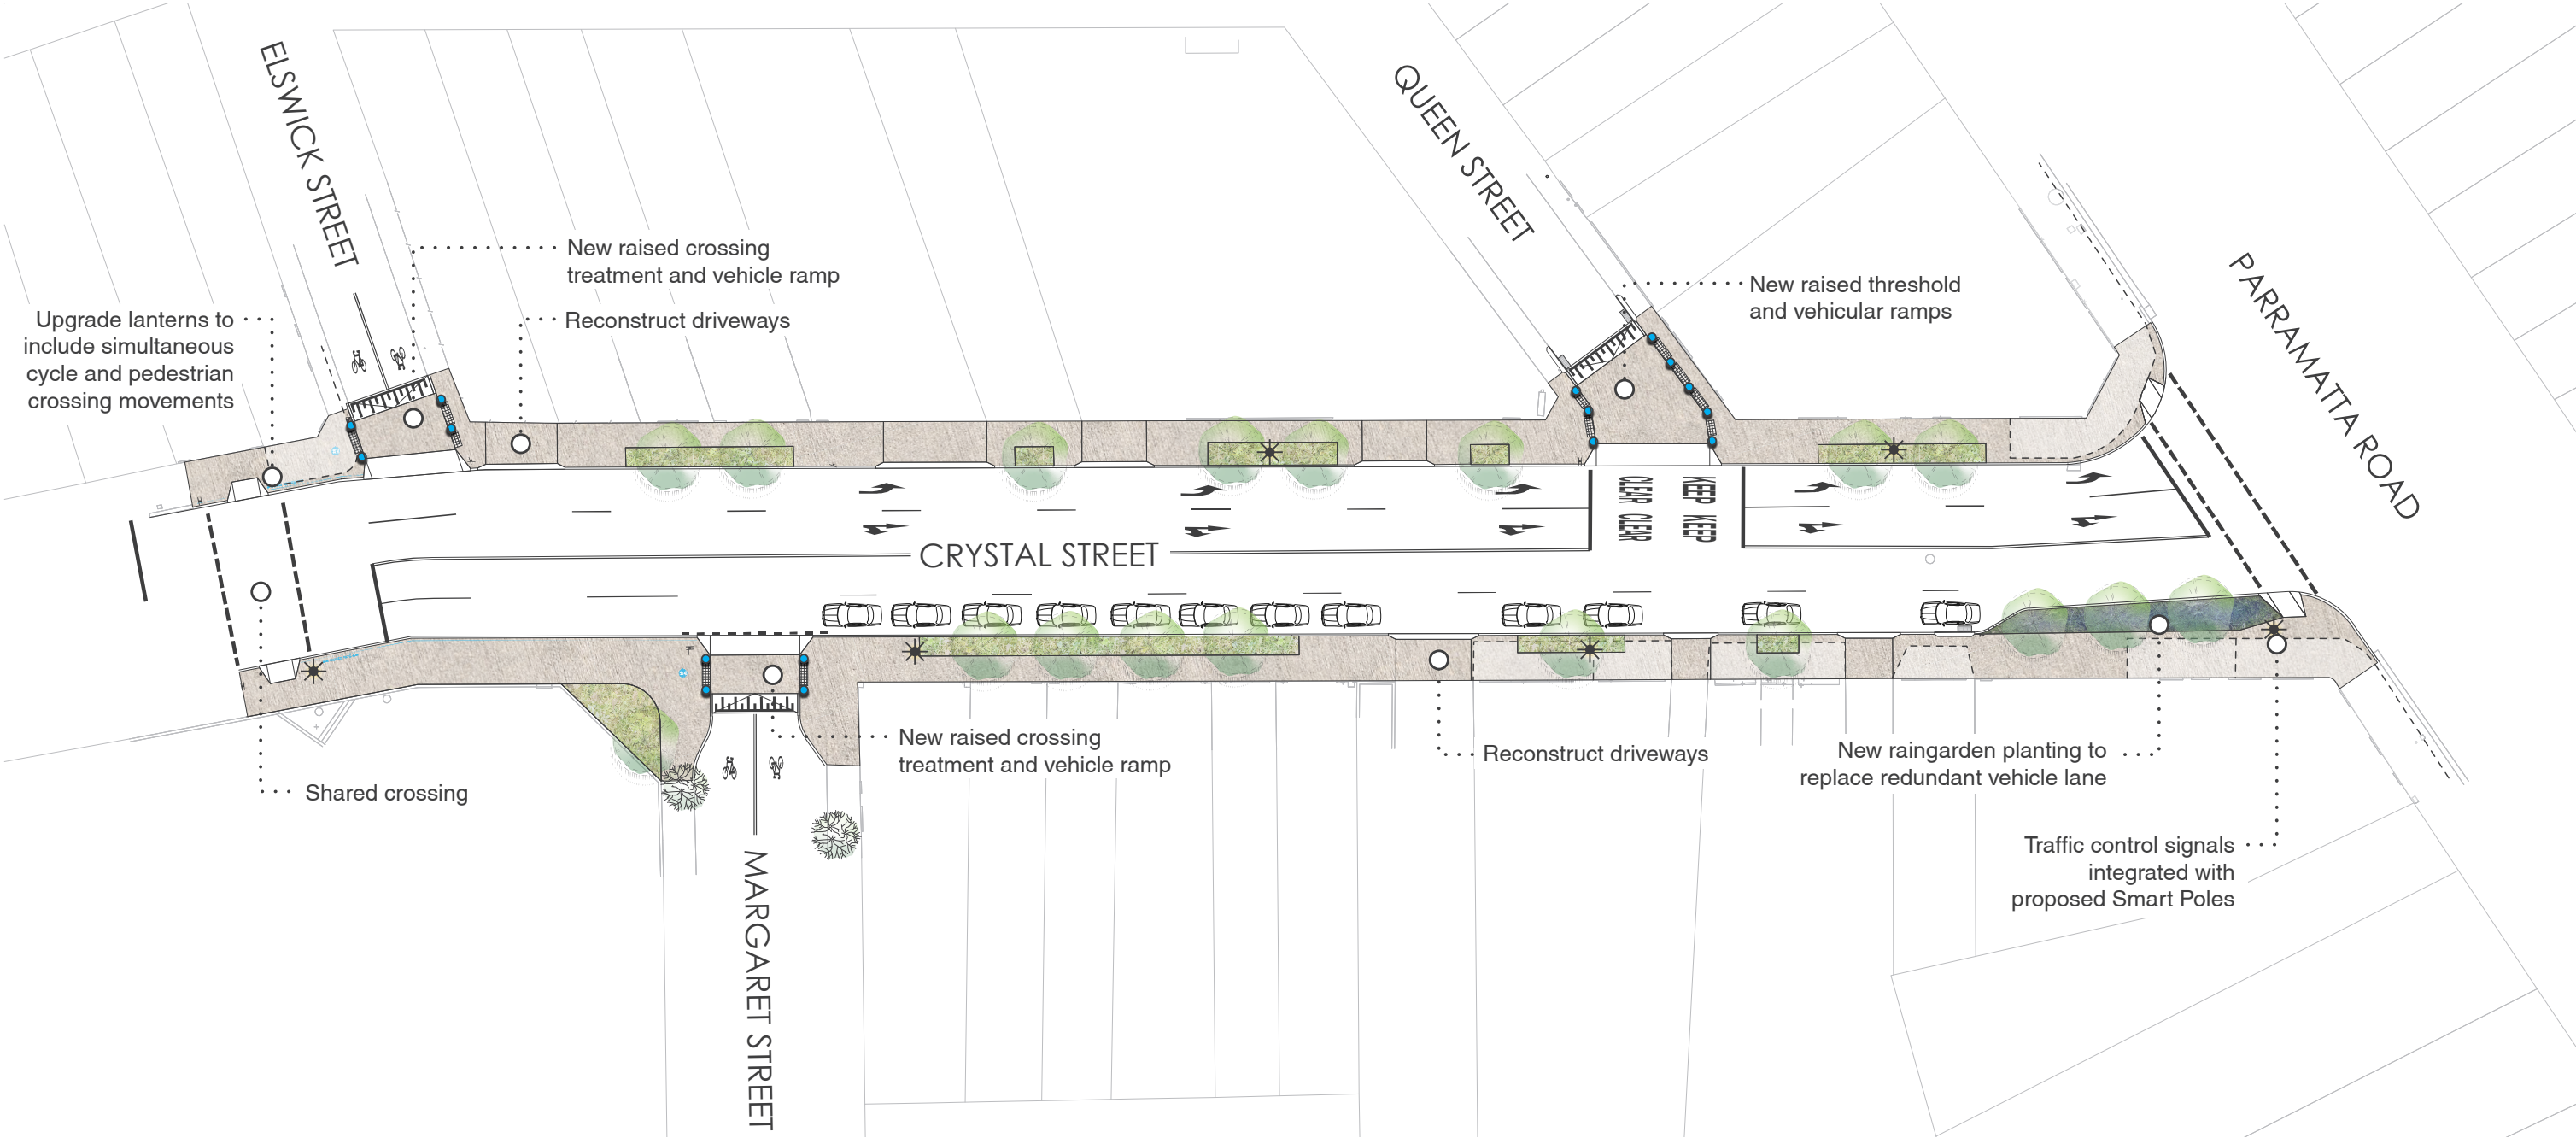 ELSWICK STREET
QUEEN STREET
PARRAMATTA ROAD
New raised crossing
treatment and vehicle ramp
Reconstruct driveways
Upgrade lanterns to
include simultaneous
cycle and pedestrian
crossing movements
New raised threshold
and vehicular ramps
KEEP KEEP
CLEAR CLEAR
CRYSTAL STREET
Shared crossing
New raised crossing
treatment and vehicle ramp
Reconstruct driveways
New raingarden planting to
replace redundant vehicle lane
Traffic control signals
integrated with
proposed Smart Poles
MARGARET STREET